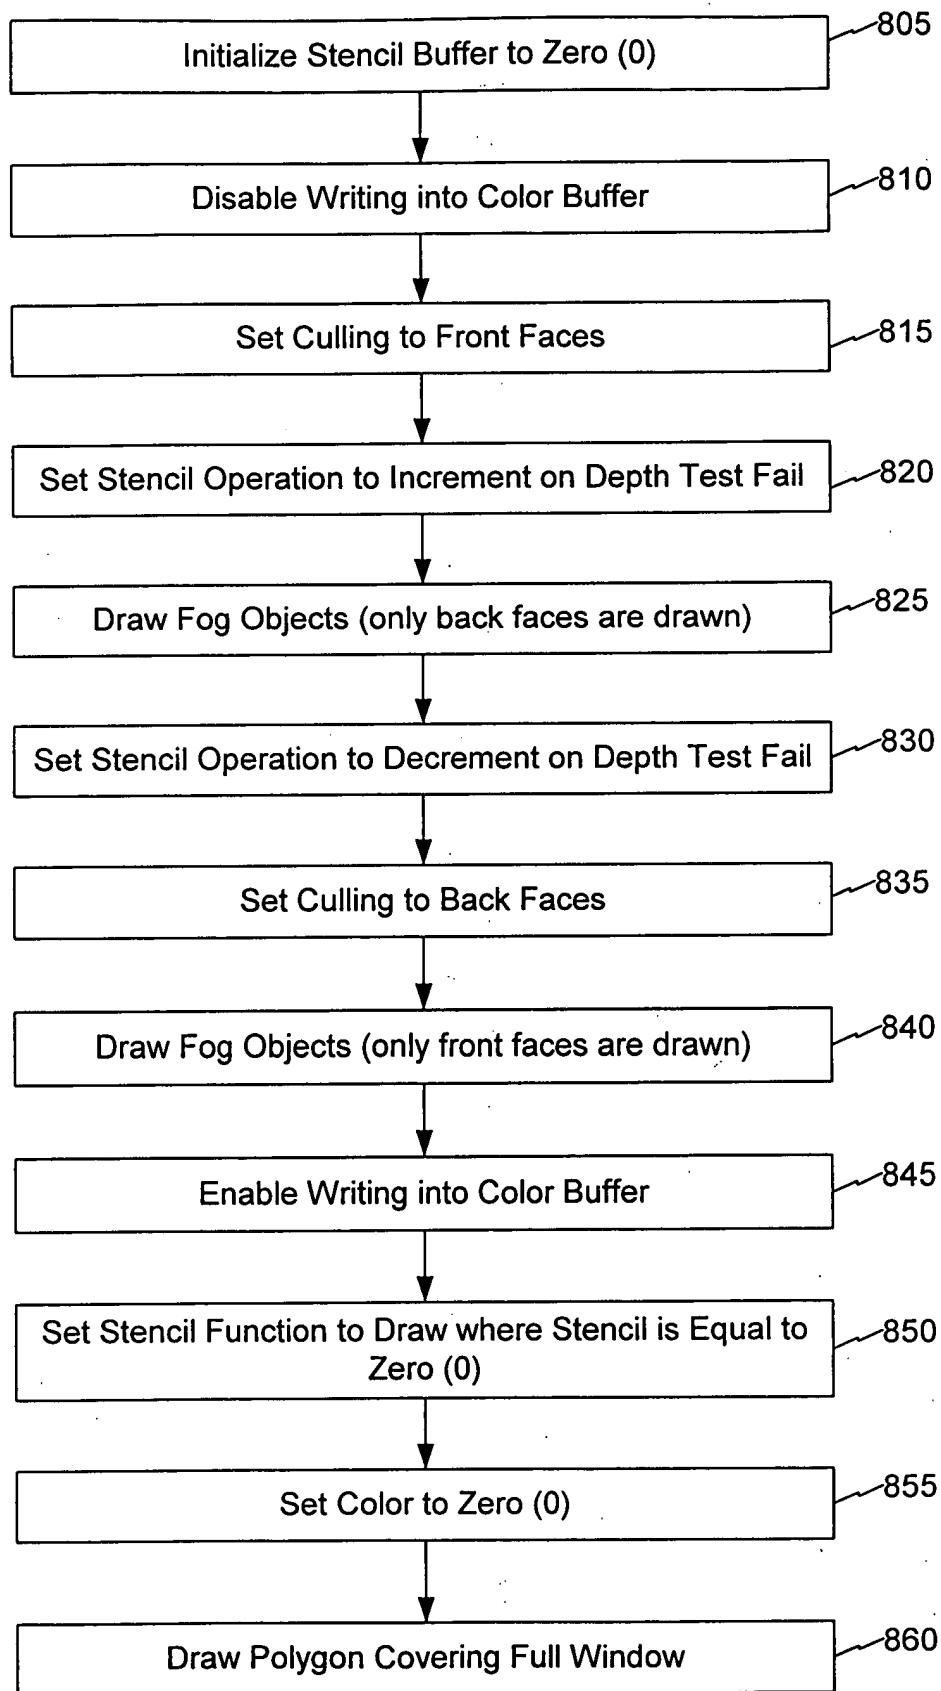 Initialize Stencil Buffer to Zero (0)
805
Disable Writing into Color Buffer
810
Set Culling to Front Faces
815
Set Stencil Operation to Increment on Depth Test Fail
820
Draw Fog Objects (only back faces are drawn)
825
Set Stencil Operation to Decrement on Depth Test Fail
830
Set Culling to Back Faces
835
Draw Fog Objects (only front faces are drawn)
840
Enable Writing into Color Buffer
845
Set Stencil Function to Draw where Stencil is Equal to
Zero (0)
850
Set Color to Zero (0)
855
Draw Polygon Covering Full Window
860